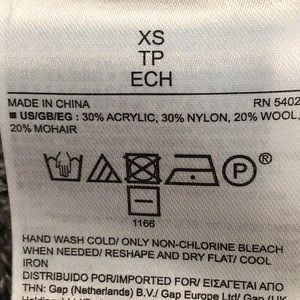 XS
TP
ECH
MADE IN CHINA RN 5402
■ US/GB/EG : 30% ACRYLIC, 30% NYLON, 20% WOOL,
20% MOHAIR
P ®
1166
HAND WASH COLD/ ONLY NON-CHLORINE BLEACH
WHEN NEEDED/ RESHAPE AND DRY FLAT/ COOL
IRON
DISTRIBUIDO POR/IMPORTED FOR/ ΕΙΣΑΓΕΤΑΙ ΑΠΟ
THN: Gap (Netherlands) B.V./ Gap Europe Ltd/ Gap (UK